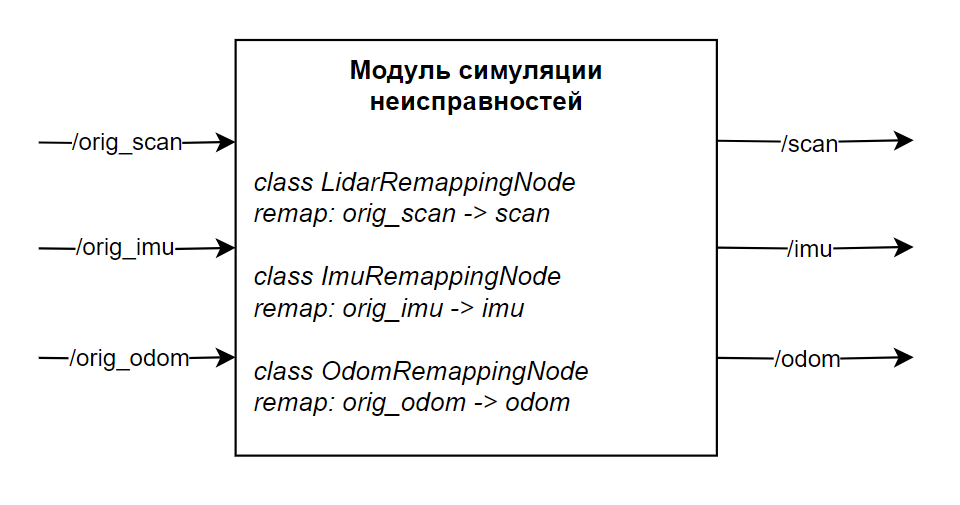 Модуль симуляции
неисправностей
/orig_scan
/scan
class LidarRemappingNode
remap: orig_scan -> scan
/orig_imu
/imu
class ImuRemappingNode
remap: orig_imu -> imu
/orig_odom
/odom
class OdomRemappingNode
remap: orig_odom -> odom